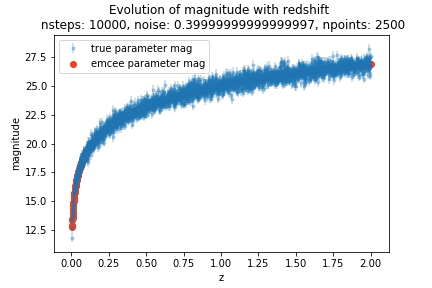 Evolution of magnitude with redshift
nsteps: 10000, noise: 0.39999999999999997, npoints: 2500
true parameter mag
emcee parameter mag
magnitude
27.5
25.0
22.5
20.0
17.5
15.0
12.5
0.00 0.25 0.50 0.75 1.00 1.25 1.50 1.75 2.00
z